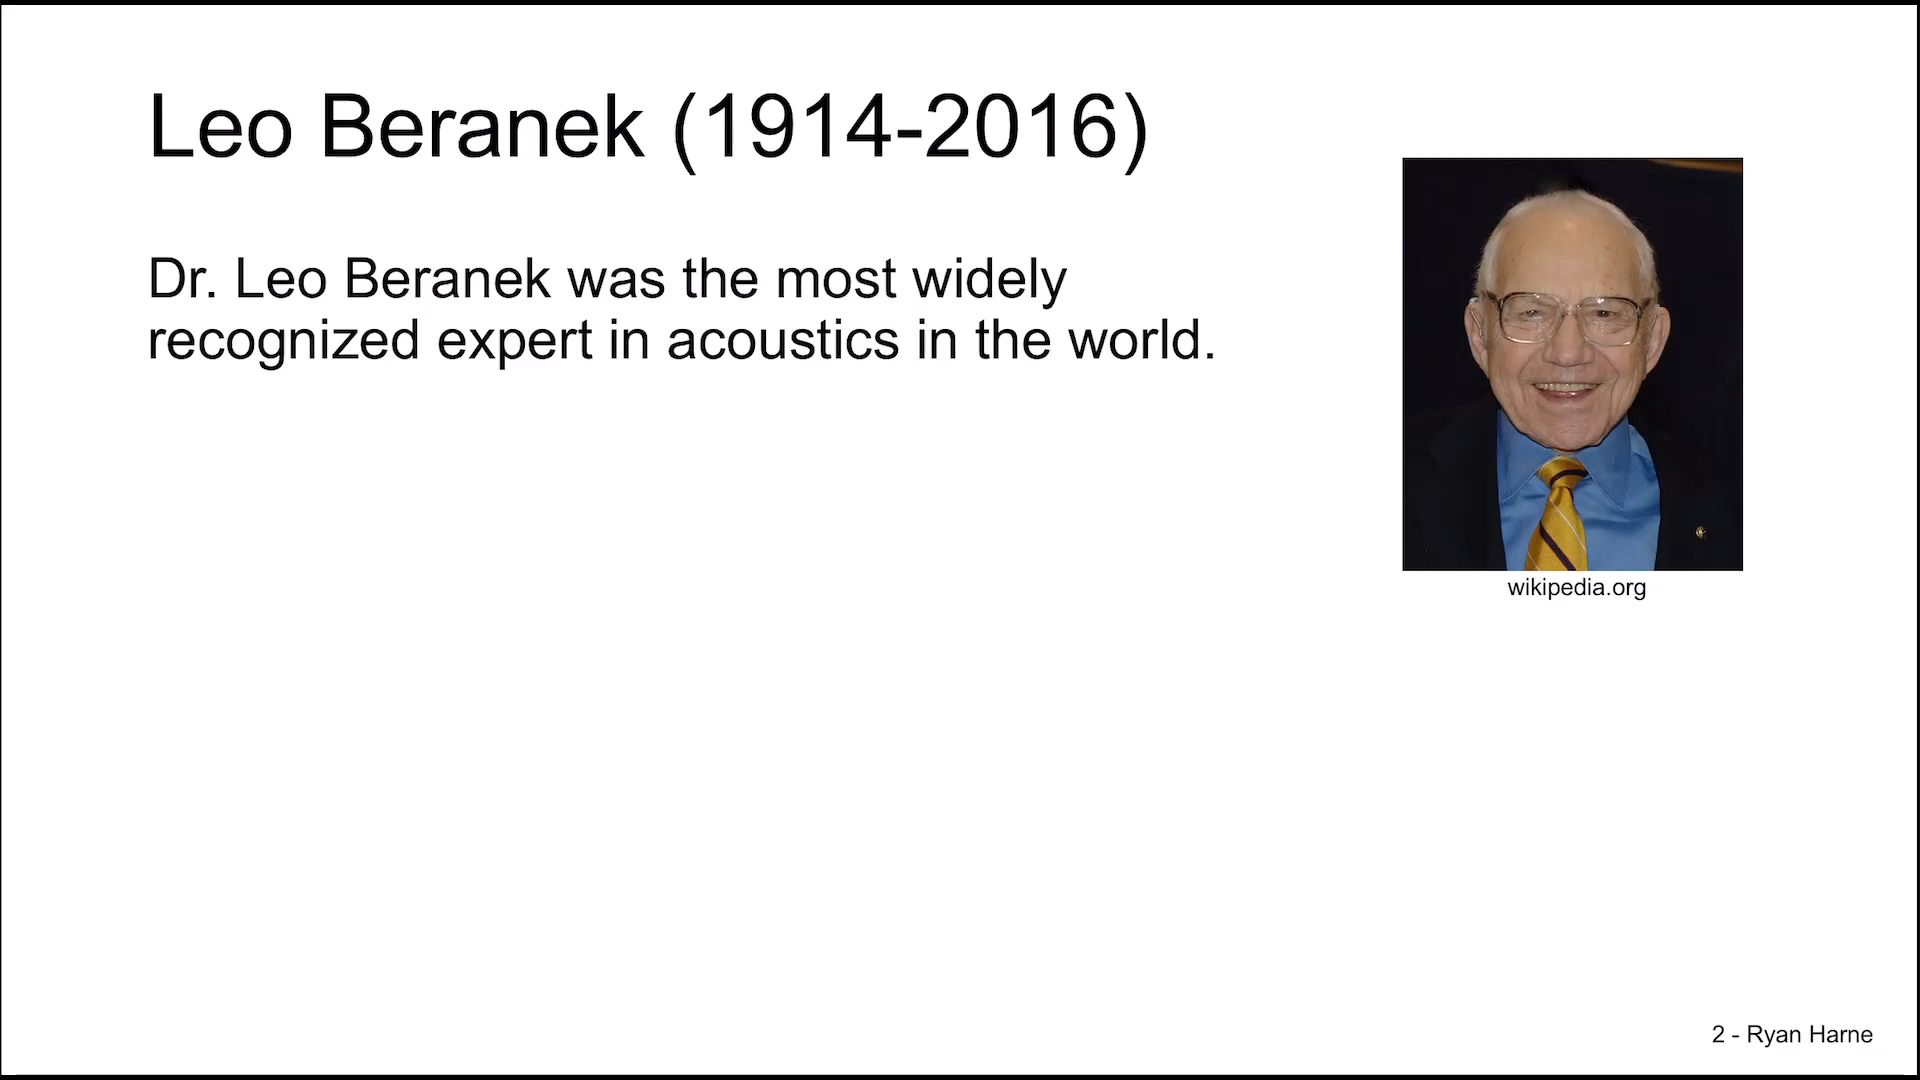 Leo Beranek (1914-2016)
Dr. Leo Beranek was the most widely
recognized expert in acoustics in the world.
wikipedia.org
2 - Ryan Harne